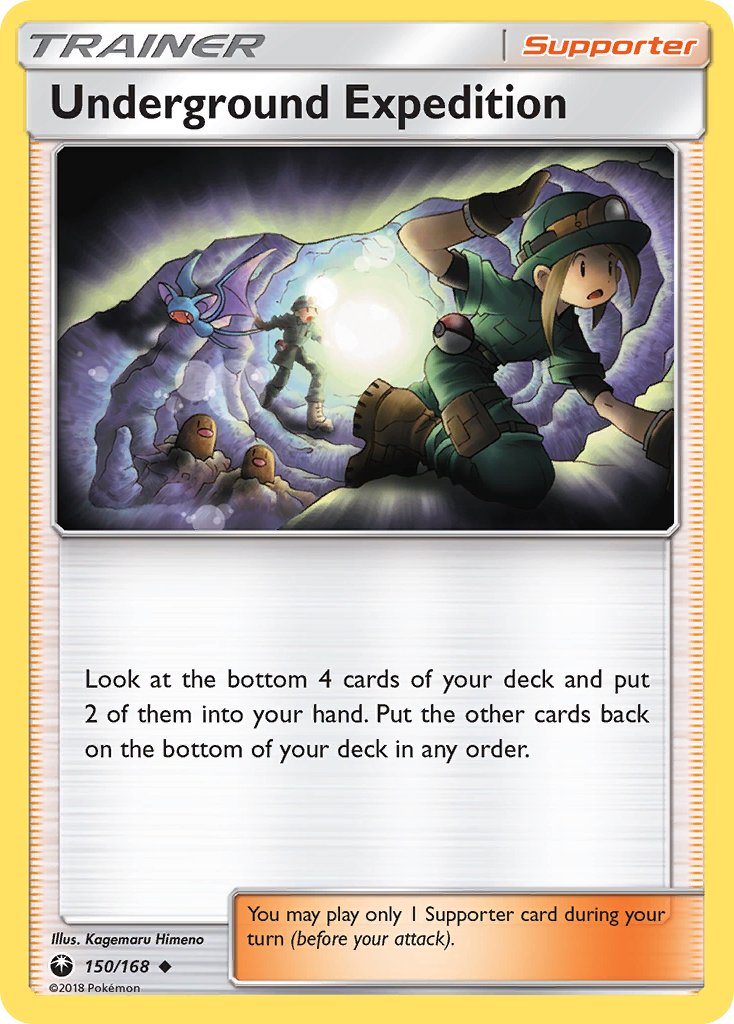 TRAINER
Supporter
Underground Expedition
Look at the bottom 4 cards of your deck and put
2 of them into your hand. Put the other cards back
on the bottom of your deck in any order.
You may play only 1 Supporter card during your
turn (before your attack).
Illus. Kagemaru Himeno
150/168
©2018 Pokémon